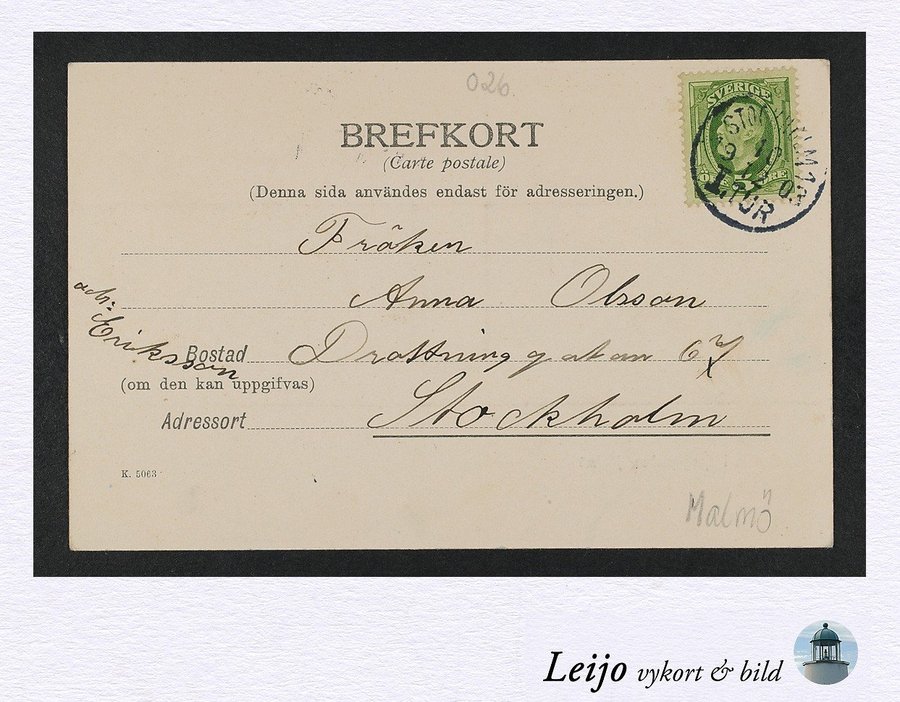 026.
BREFKORT
(Carte postale)
(Denna sida användes endast för adresseringen.)
SVERIGE
Fröken
Anna Olsson
adr: Eriksson
Bostad Drottninggatan 67
(om den kan uppgifvas)
Adressort Stockholm
K. 5063
Malmö
Leijo vykort & bild